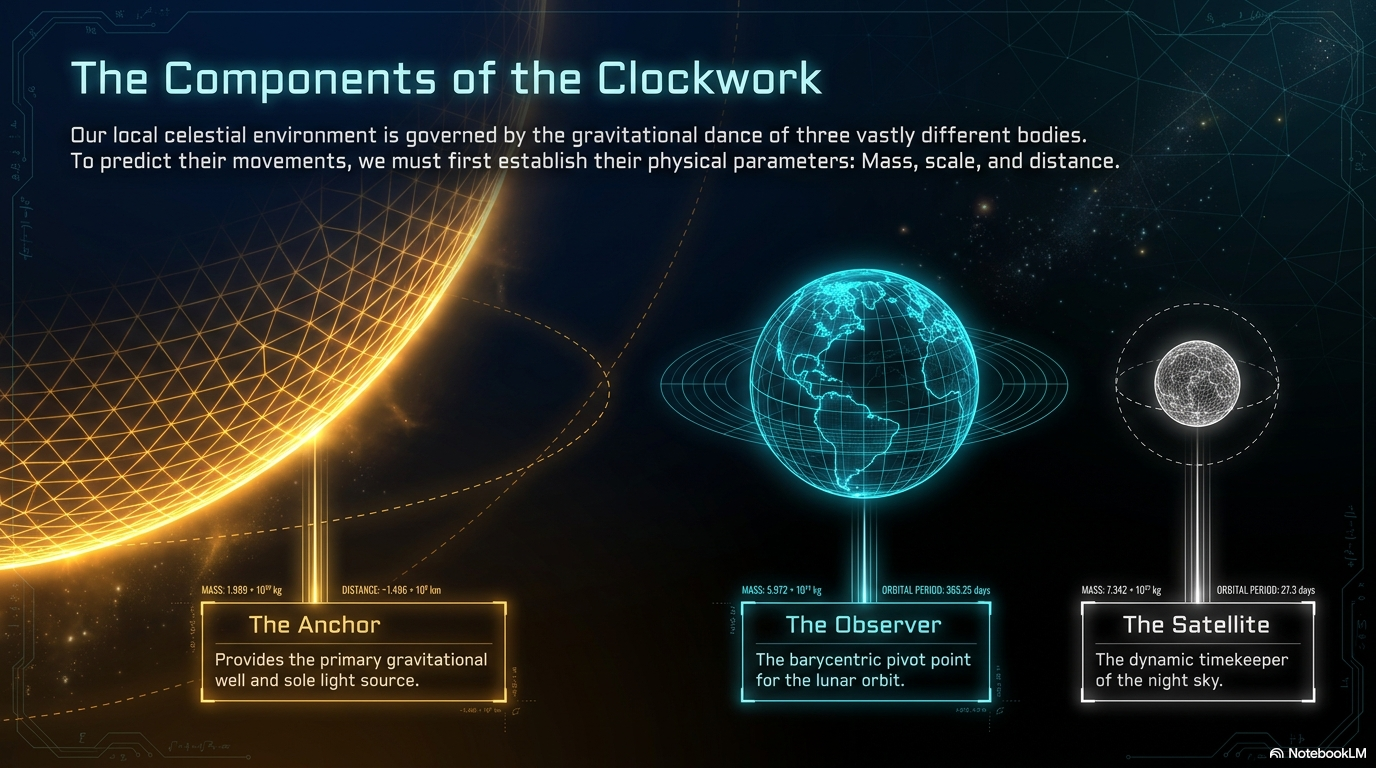 The Components of the Clockwork
Our local celestial environment is governed by the gravitational dance of three vastly different bodies.
To predict their movements, we must first establish their physical parameters: Mass, scale, and distance.
MASS: 1.989 • 10 kg
DISTANCE: ~1.496 • 10⁸ km
The Anchor
Provides the primary gravitational
well and sole light source.
MASS: 5.972 • 10 kg
ORBITAL PERIOD: 365.25 days
The Observer
The barycentric pivot point
for the lunar orbit.
MASS: 7.342 • 10 kg
ORBITAL PERIOD: 27.3 days
The Satellite
The dynamic timekeeper
of the night sky.
NotebookLM